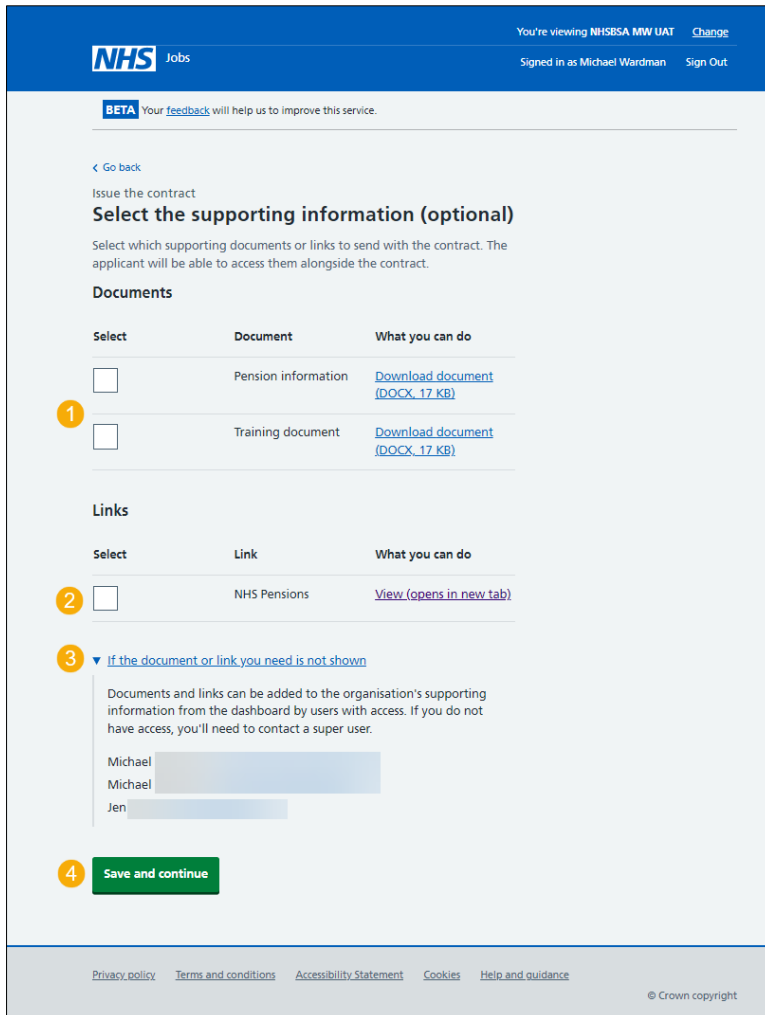 You're viewing NHSBSA MW UAT Change
NHS Jobs
Signed in as Michael Wardman Sign Out
BETA Your feedback will help us to improve this service.
Go back
Issue the contract
Select the supporting information (optional)
Select which supporting documents or links to send with the contract. The
applicant will be able to access them alongside the contract.
Documents
Select Document What you can do
Pension information Download document
(DOCX, 17 KB)
1
Training document Download document
(DOCX, 17 KB)
Links
Select Link What you can do
2 NHS Pensions View (opens in new tab)
3 ▼ If the document or link you need is not shown
Documents and links can be added to the organisation's supporting
information from the dashboard by users with access. If you do not
have access, you'll need to contact a super user.
Michael
Michael
Jen
4 Save and continue
Privacy policy Terms and conditions Accessibility Statement Cookies Help and guidance
© Crown copyright